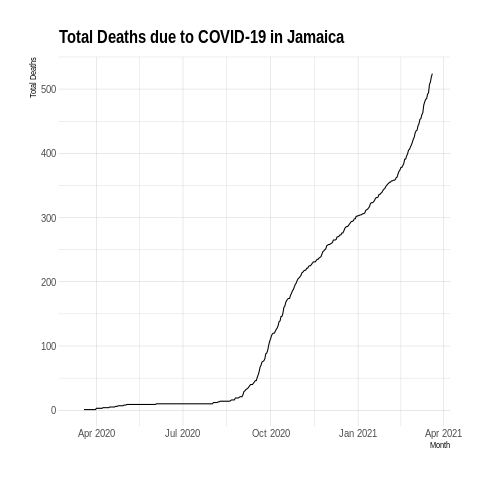 Total Deaths due to COVID-19 in Jamaica
Total Deaths
500
400
300
200
100
0
Apr 2020
Jul 2020
Oct 2020
Jan 2021
Apr 2021
Month